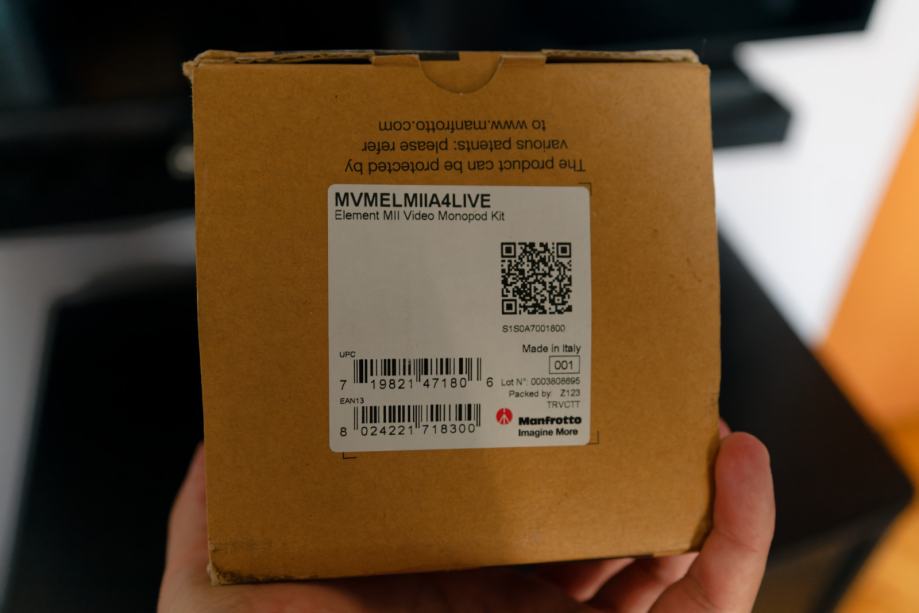 The product can be protected by
various patents: please refer
to www.manfrotto.com
MVMELMIIA4LIVE
Element MII Video Monopod Kit
S1S0A7001800
UPC
7 19821 47180 6
EAN13
8 024221 718300
Made in Italy
001
Lot N°: 0003808695
Packed by: Z123
TRVCTT
Manfrotto
Imagine More